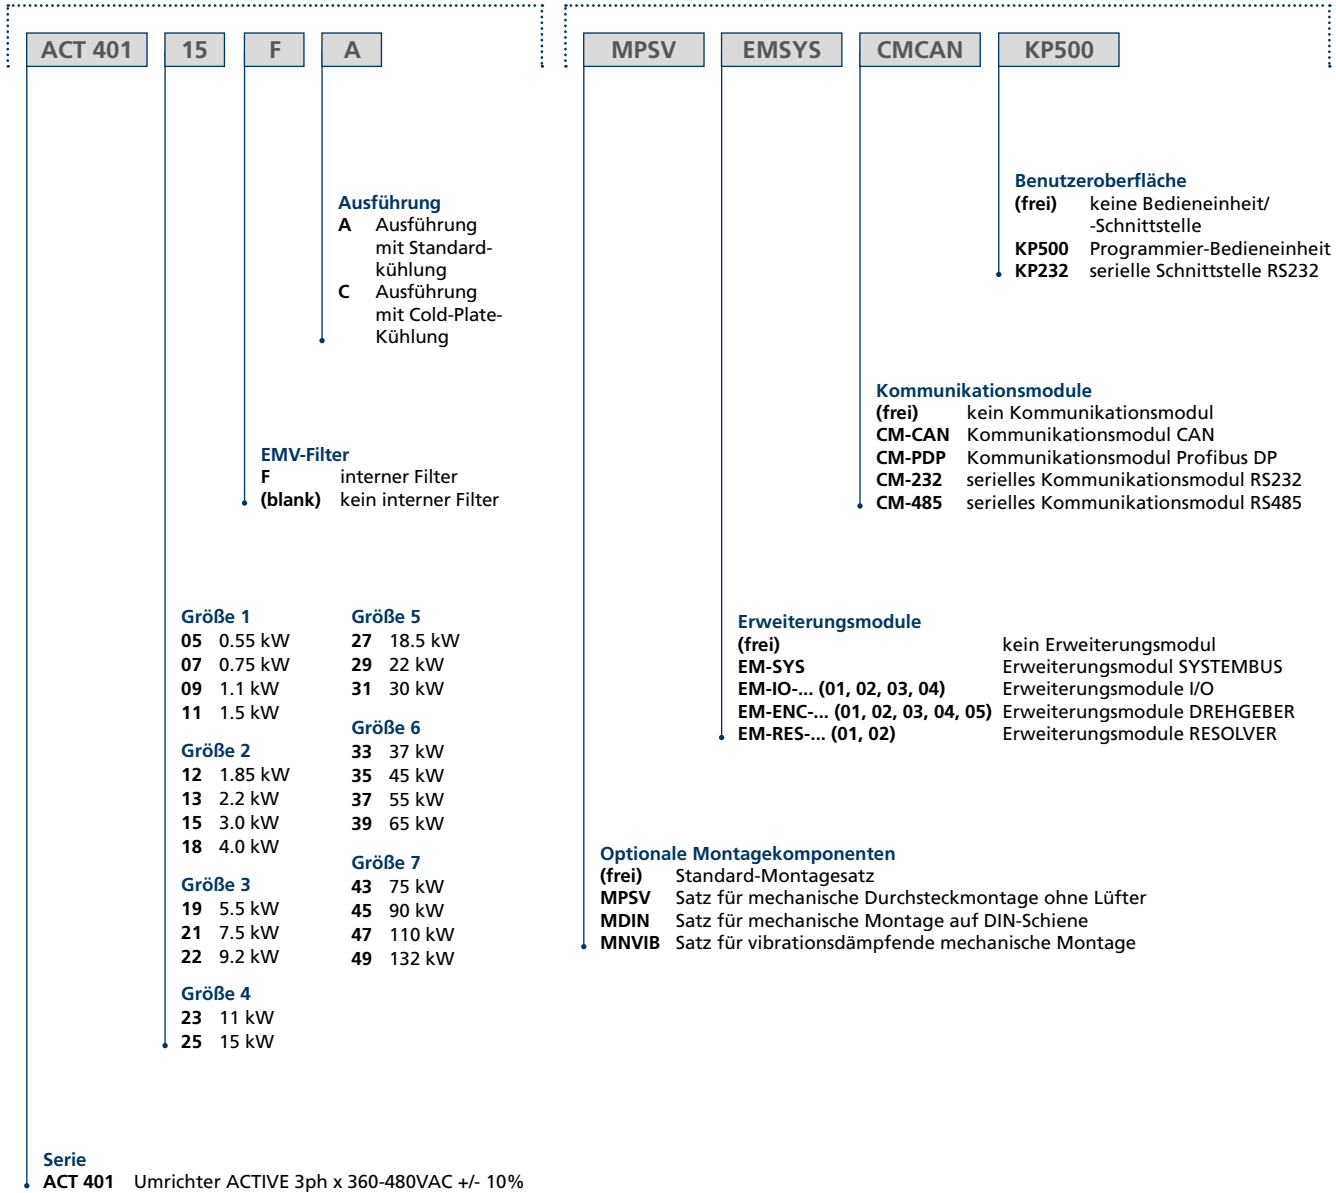 ACT 401 15 F A MPSV EMSYS CMCAN KP500
Ausführung
A Ausführung
mit Standard-
kühlung
C Ausführung
mit Cold-Plate-
Kühlung
Benutzeroberfläche
(frei) keine Bedieneinheit/
-Schnittstelle
KP500 Programmier-Bedieneinheit
KP232 serielle Schnittstelle RS232
EMV-Filter
F interner Filter
(blank) kein interner Filter
Kommunikationsmodule
(frei) kein Kommunikationsmodul
CM-CAN Kommunikationsmodul CAN
CM-PDP Kommunikationsmodul Profibus DP
CM-232 serielles Kommunikationsmodul RS232
CM-485 serielles Kommunikationsmodul RS485
Größe 1
05 0.55 kW
07 0.75 kW
09 1.1 kW
11 1.5 kW
Größe 2
12 1.85 kW
13 2.2 kW
15 3.0 kW
18 4.0 kW
Größe 3
19 5.5 kW
21 7.5 kW
22 9.2 kW
Größe 4
23 11 kW
25 15 kW
Größe 5
27 18.5 kW
29 22 kW
31 30 kW
Größe 6
33 37 kW
35 45 kW
37 55 kW
39 65 kW
Größe 7
43 75 kW
45 90 kW
47 110 kW
49 132 kW
Erweiterungsmodule
(frei) kein Erweiterungsmodul
EM-SYS Erweiterungsmodul SYSTEMBUS
EM-IO-... (01, 02, 03, 04) Erweiterungsmodule I/O
EM-ENC-... (01, 02, 03, 04, 05) Erweiterungsmodule DREHGEBER
EM-RES-... (01, 02) Erweiterungsmodule RESOLVER
Optionale Montagekomponenten
(frei) Standard-Montagesatz
MPSV Satz für mechanische Durchsteckmontage ohne Lüfter
MDIN Satz für mechanische Montage auf DIN-Schiene
MNVIB Satz für vibrationsdämpfende mechanische Montage
Serie
ACT 401 Umrichter ACTIVE 3ph x 360-480VAC +/- 10%